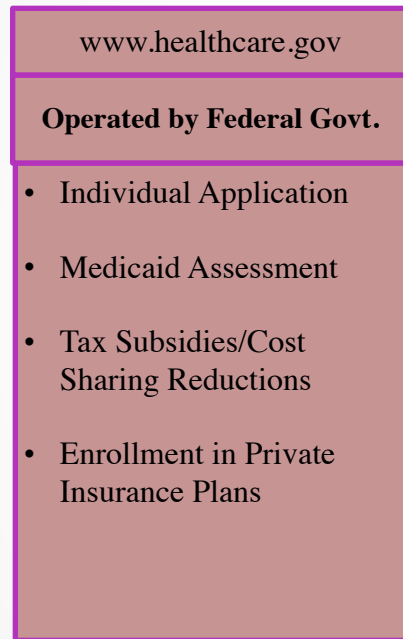 www.healthcare.gov
Operated by Federal Govt.
• Individual Application
• Medicaid Assessment
• Tax Subsidies/Cost
Sharing Reductions
• Enrollment in Private
Insurance Plans